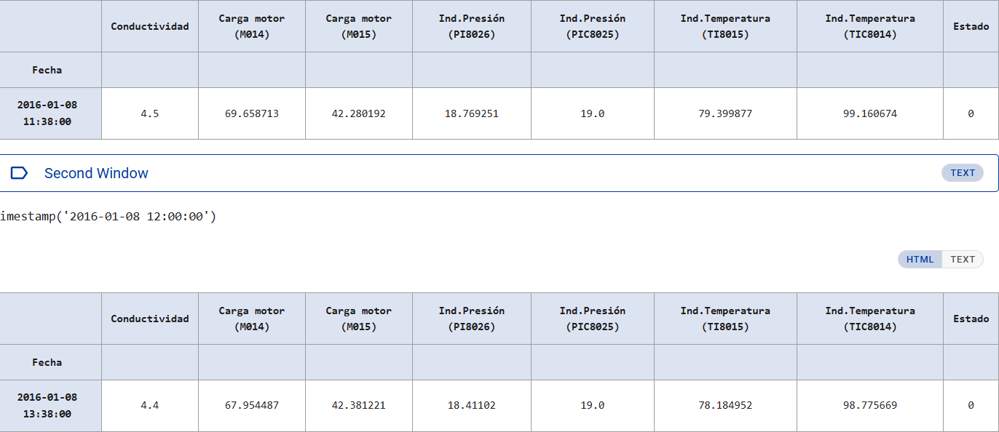 Conductividad Carga motor (M014) Carga motor (M015) Ind.Presión (PI8026) Ind.Presión (PIC8025) Ind.Temperatura (TI8015) Ind.Temperatura (TIC8014) Estado
Fecha
2016-01-08 11:38:00 4.5 69.658713 42.280192 18.769251 19.0 79.399877 99.160674 0
Second Window TEXT
imestamp('2016-01-08 12:00:00')
HTML TEXT
Conductividad Carga motor (M014) Carga motor (M015) Ind.Presión (PI8026) Ind.Presión (PIC8025) Ind.Temperatura (TI8015) Ind.Temperatura (TIC8014) Estado
Fecha
2016-01-08 13:38:00 4.4 67.954487 42.381221 18.41102 19.0 78.184952 98.775669 0